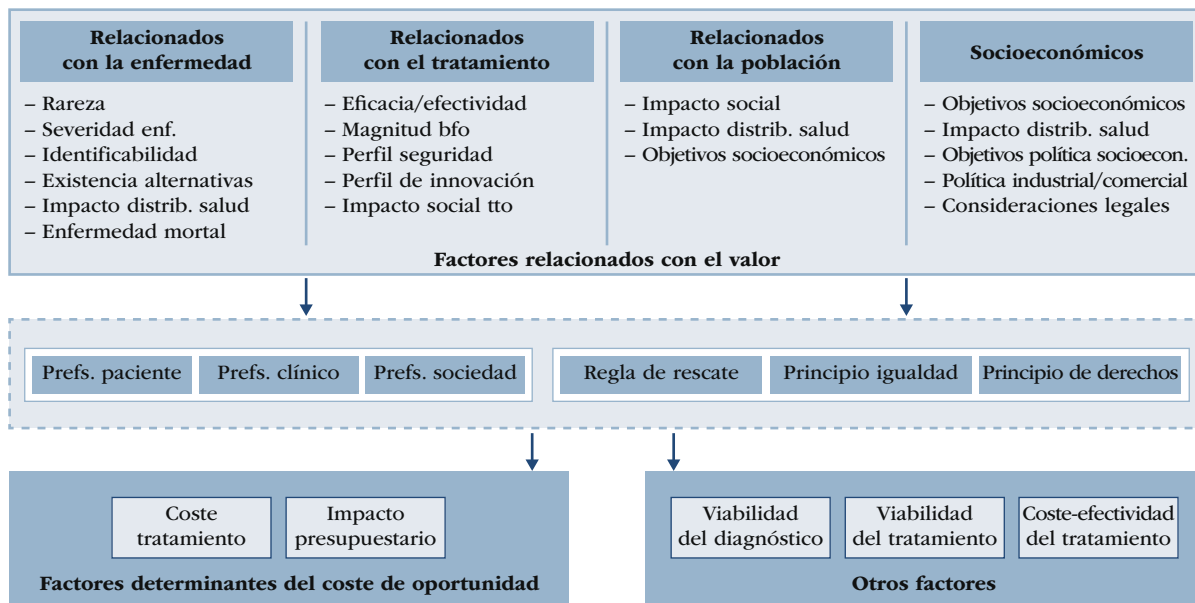 Relacionados
con la enfermedad
– Rareza
– Severidad enf.
– Identificabilidad
– Existencia alternativas
– Impacto distrib. salud
– Enfermedad mortal
Relacionados
con el tratamiento
– Eficacia/efectividad
– Magnitud bfo
– Perfil seguridad
– Perfil de innovación
– Impacto social tto
Relacionados
con la población
– Impacto social
– Impacto distrib. salud
– Objetivos socioeconómicos
Socioeconómicos
– Objetivos socioeconómicos
– Impacto distrib. salud
– Objetivos política socioecon.
– Política industrial/comercial
– Consideraciones legales
Factores relacionados con el valor
Prefs. paciente
Prefs. clínico
Prefs. sociedad
Regla de rescate
Principio igualdad
Principio de derechos
Coste
tratamiento
Impacto
presupuestario
Factores determinantes del coste de oportunidad
Viabilidad
del diagnóstico
Viabilidad
del tratamiento
Coste-efectividad
del tratamiento
Otros factores